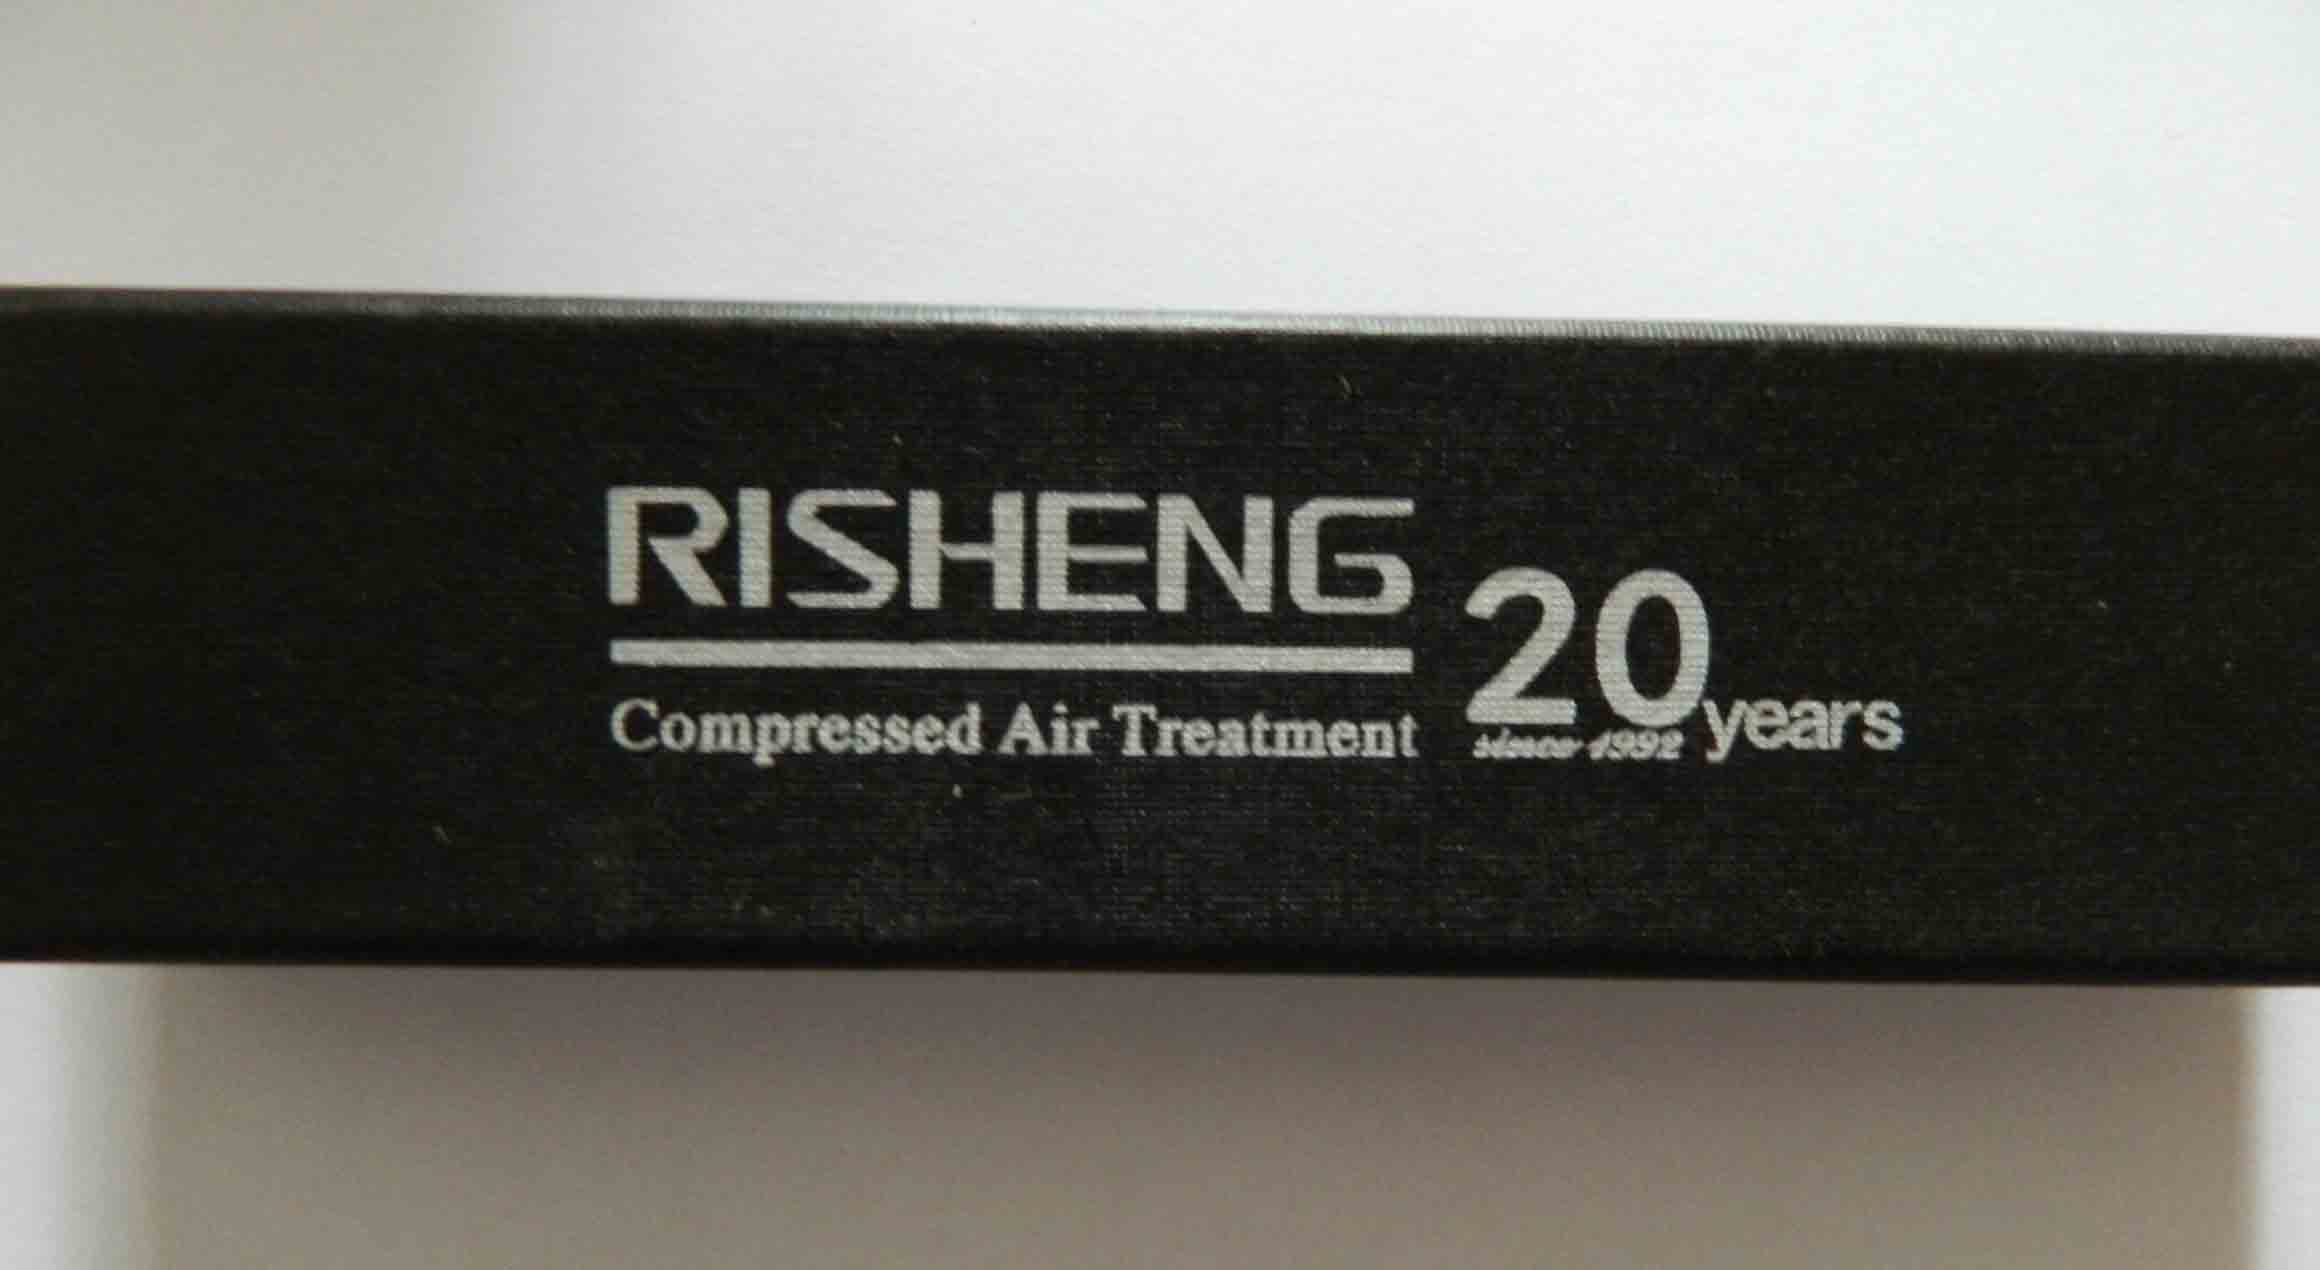 RISHENG
Compressed Air Treatment
20 years
since 1992